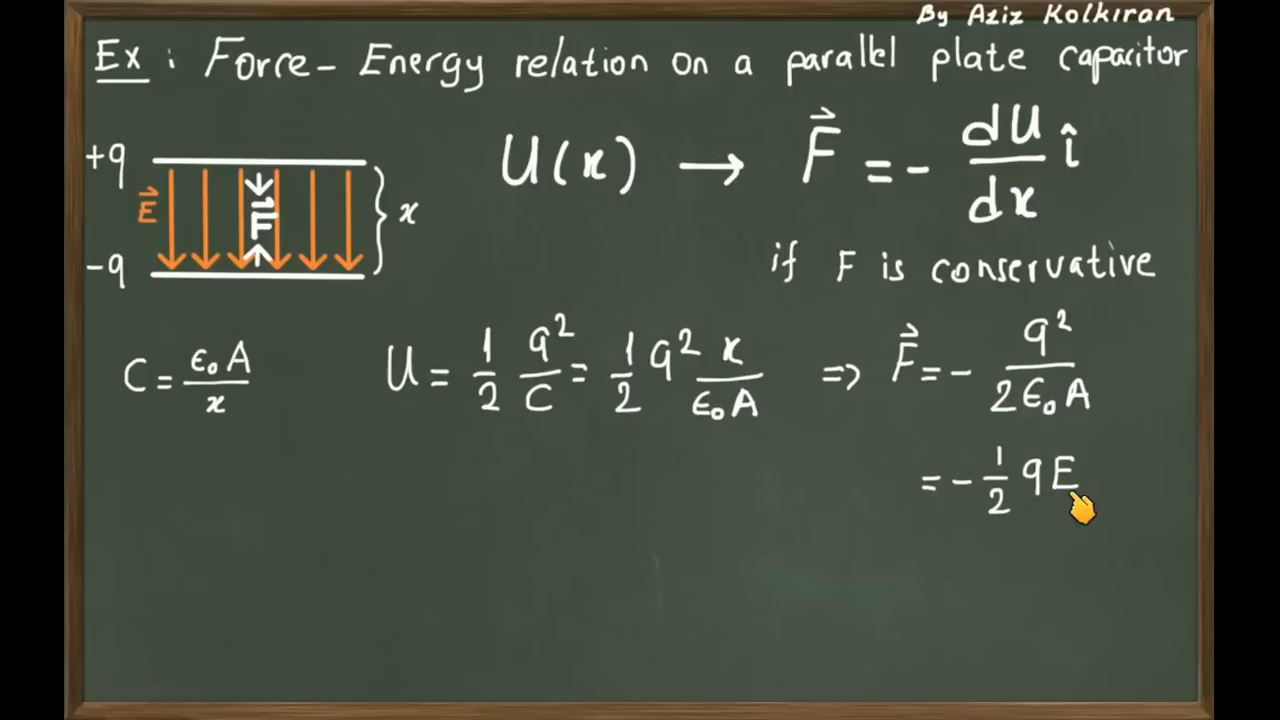 By Aziz Kolkıran
Ex : Force - Energy relation on a parallel plate capacitor
+q
E⃗
F⃗
x
-q
U(x) → F⃗ = - dU/dx î
if F is conservative
C = ϵ₀A/x
U = 1/2 q²/C = 1/2 q² x/ϵ₀A ⇒ F⃗ = - q²/2ϵ₀A
= - 1/2 qE